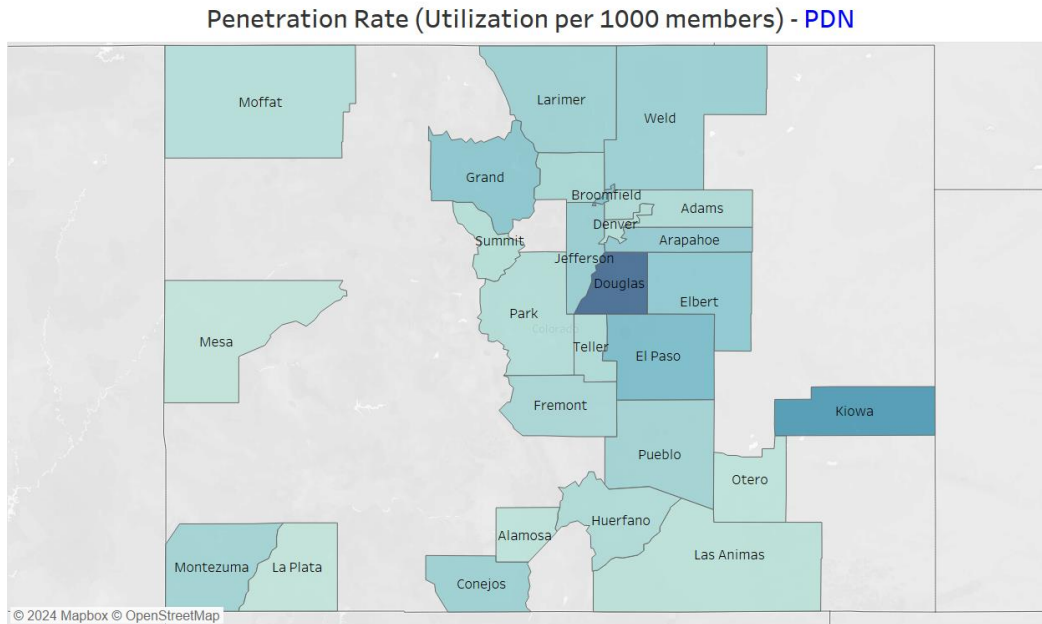 Penetration Rate (Utilization per 1000 members) - PDN
Moffat
Larimer
Weld
Grand
Broomfield
Adams
Denver
Summit
Arapahoe
Jefferson
Douglas
Elbert
Park
Colorado
Mesa
Teller
El Paso
Fremont
Kiowa
Pueblo
Otero
Huerfano
Alamosa
Las Animas
Montezuma
La Plata
Conejos
© 2024 Mapbox © OpenStreetMap